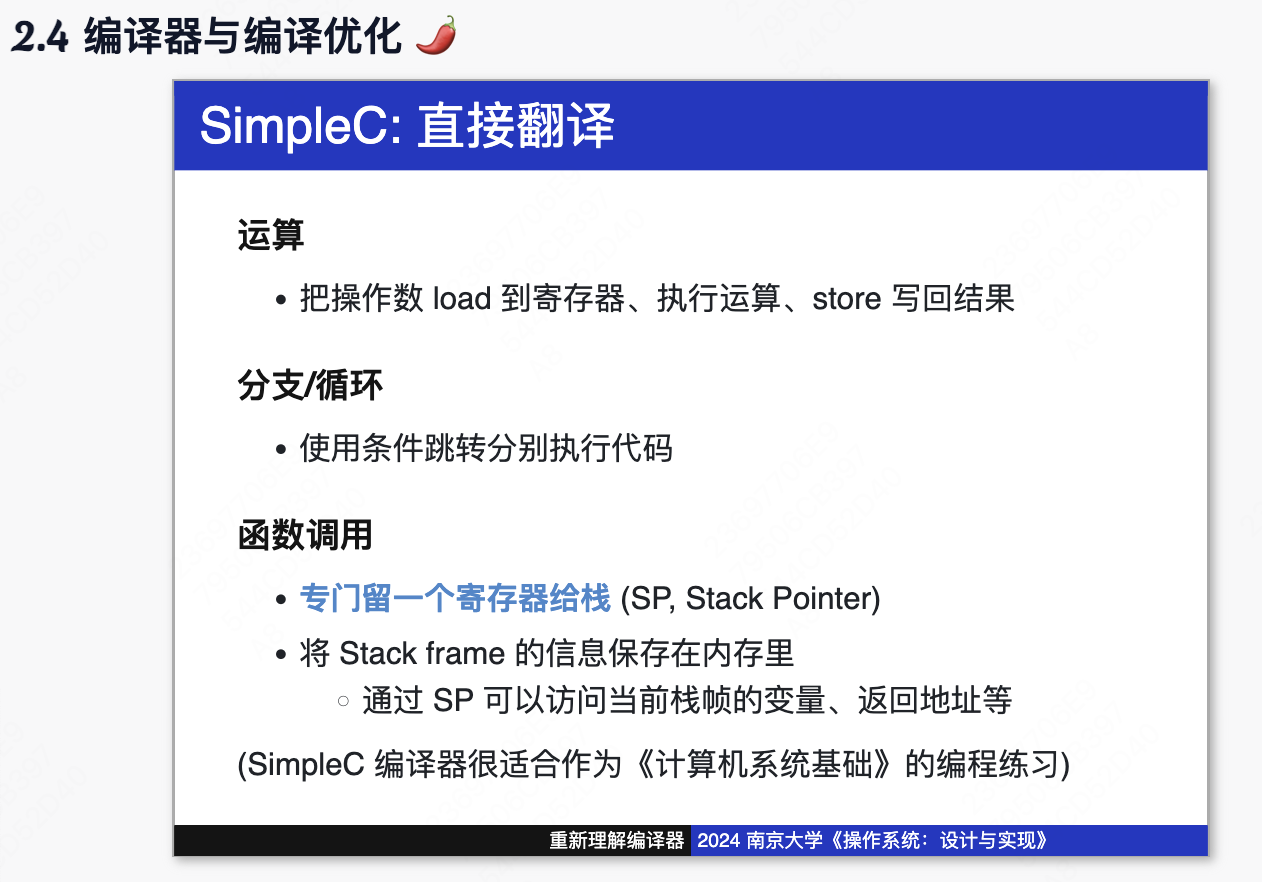 2.4 编译器与编译优化 🌶️
SimpleC: 直接翻译
运算
• 把操作数 load 到寄存器、执行运算、store 写回结果
分支/循环
• 使用条件跳转分别执行代码
函数调用
• 专门留一个寄存器给栈 (SP, Stack Pointer)
• 将 Stack frame 的信息保存在内存里
○ 通过 SP 可以访问当前栈帧的变量、返回地址等
(SimpleC 编译器很适合作为《计算机系统基础》的编程练习)
重新理解编译器 2024 南京大学《操作系统：设计与实现》